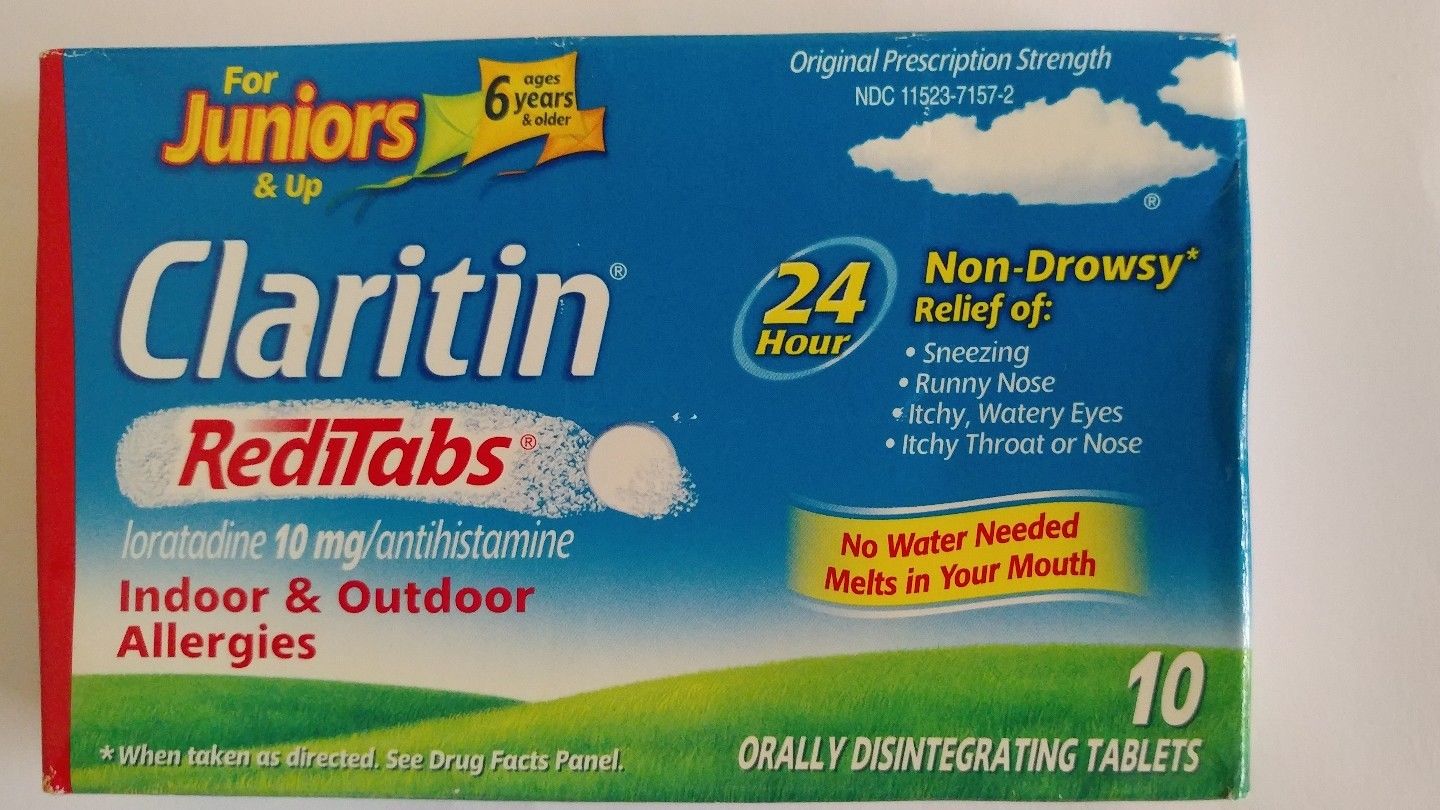 For
Juniors
& Up
6 ages
years
& older
Original Prescription Strength
NDC 11523-7157-2
®
Claritin®
RediTabs®
loratadine 10 mg/antihistamine
Indoor & Outdoor
Allergies
24
Hour
Non-Drowsy*
Relief of:
• Sneezing
• Runny Nose
• Itchy, Watery Eyes
• Itchy Throat or Nose
No Water Needed
Melts in Your Mouth
10
ORALLY DISINTEGRATING TABLETS
* When taken as directed. See Drug Facts Panel.